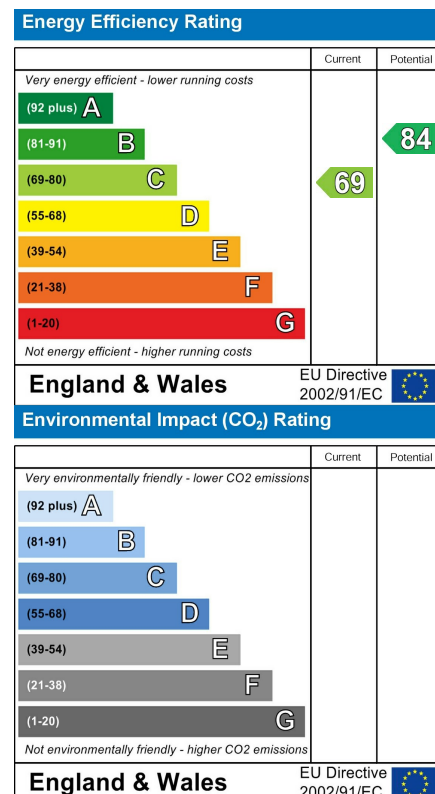 Energy Efficiency Rating
Current Potential
Very energy efficient - lower running costs
(92 plus) A
(81-91) B
84
(69-80) C
69
(55-68) D
(39-54) E
(21-38) F
(1-20) G
Not energy efficient - higher running costs
England & Wales
EU Directive
2002/91/EC
Environmental Impact (CO₂) Rating
Current Potential
Very environmentally friendly - lower CO2 emissions
(92 plus) A
(81-91) B
(69-80) C
(55-68) D
(39-54) E
(21-38) F
(1-20) G
Not environmentally friendly - higher CO2 emissions
England & Wales
EU Directive
2002/91/EC